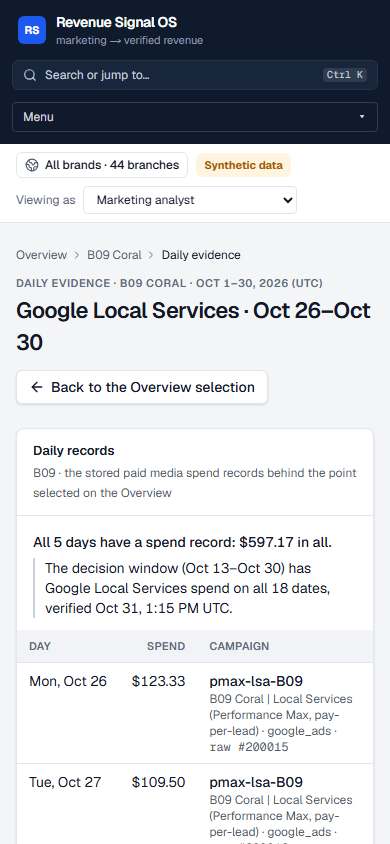 RS
Revenue Signal OS
marketing → verified revenue
Search or jump to...
Ctrl K
Menu
All brands · 44 branches
Synthetic data
Viewing as
Marketing analyst
Overview > B09 Coral > Daily evidence
DAILY EVIDENCE · B09 CORAL · OCT 1–30, 2026 (UTC)
Google Local Services · Oct 26–Oct
30
← Back to the Overview selection
Daily records
B09 · the stored paid media spend records behind the point
selected on the Overview
All 5 days have a spend record: $597.17 in all.
The decision window (Oct 13–Oct 30) has
Google Local Services spend on all 18 dates,
verified Oct 31, 1:15 PM UTC.
DAY SPEND CAMPAIGN
Mon, Oct 26 $123.33 pmax-lsa-B09
B09 Coral | Local Services
(Performance Max, pay-
per-lead) · google_ads ·
raw #200015
Tue, Oct 27 $109.50 pmax-lsa-B09
B09 Coral | Local Services
(Performance Max, pay-
per-lead) · google_ads ·